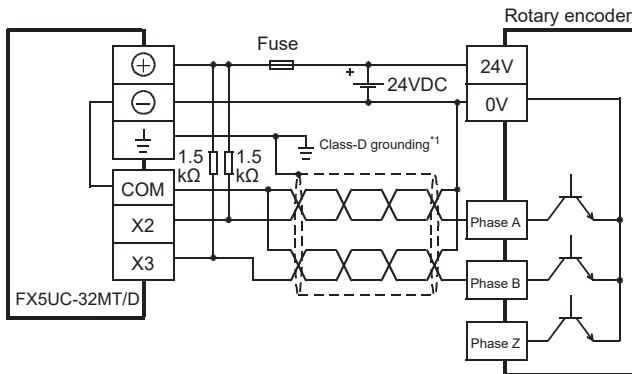 Rotary encoder
Fuse
24V
24VDC
0V
Class-D grounding*1
1.5 kΩ
1.5 kΩ
COM
X2
X3
Phase A
Phase B
Phase Z
FX5UC-32MT/D